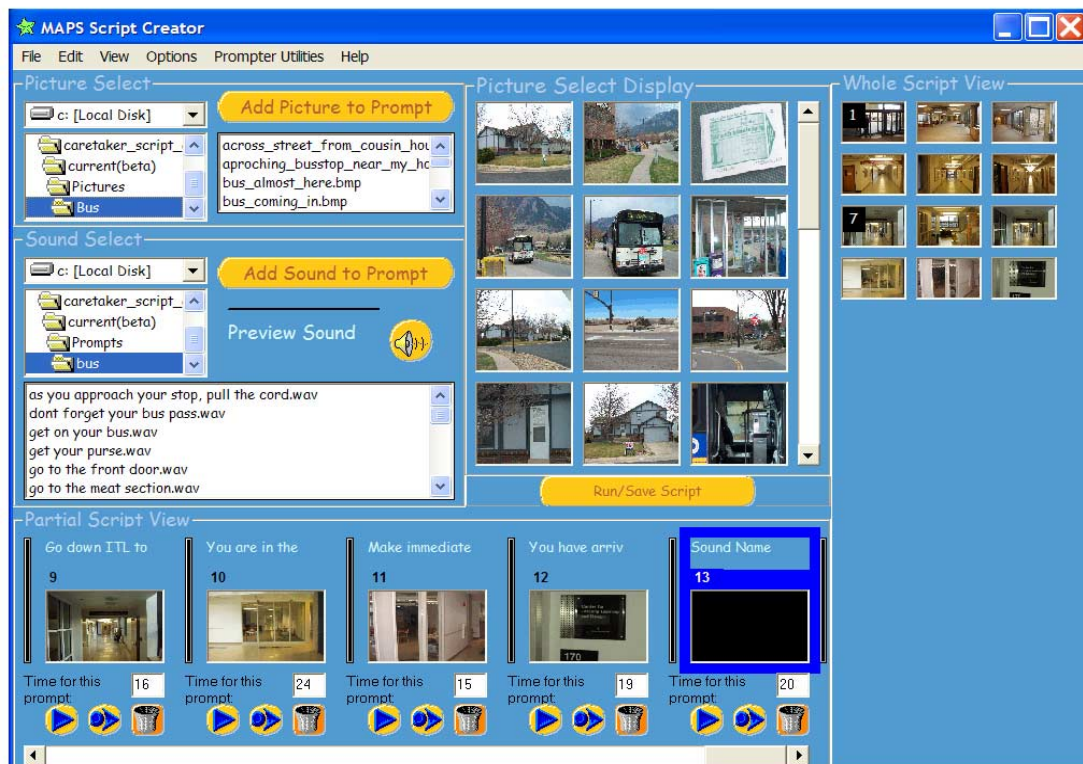 MAPS Script Creator
File Edit View Options Prompter Utilities Help
Picture Select
c: [Local Disk]
Add Picture to Prompt
caretaker_script_
current(beta)
Pictures
Bus
across_street_from_cousin_hou
aproching_busstop_near_my_ho
bus_almost_here.bmp
bus_coming_in.bmp
Sound Select
c: [Local Disk]
Add Sound to Prompt
caretaker_script_
current(beta)
Prompts
bus
Preview Sound
as you approach your stop, pull the cord.wav
dont forget your bus pass.wav
get on your bus.wav
get your purse.wav
go to the front door.wav
go to the meat section.wav
Picture Select Display
Run/Save Script
Whole Script View
1
7
Partial Script View
Go down ITL to
9
Time for this
prompt:
16
You are in the
10
Time for this
prompt:
24
Make immediate
11
Time for this
prompt:
15
You have arriv
12
170
Time for this
prompt:
19
Sound Name
13
Time for this
prompt:
20